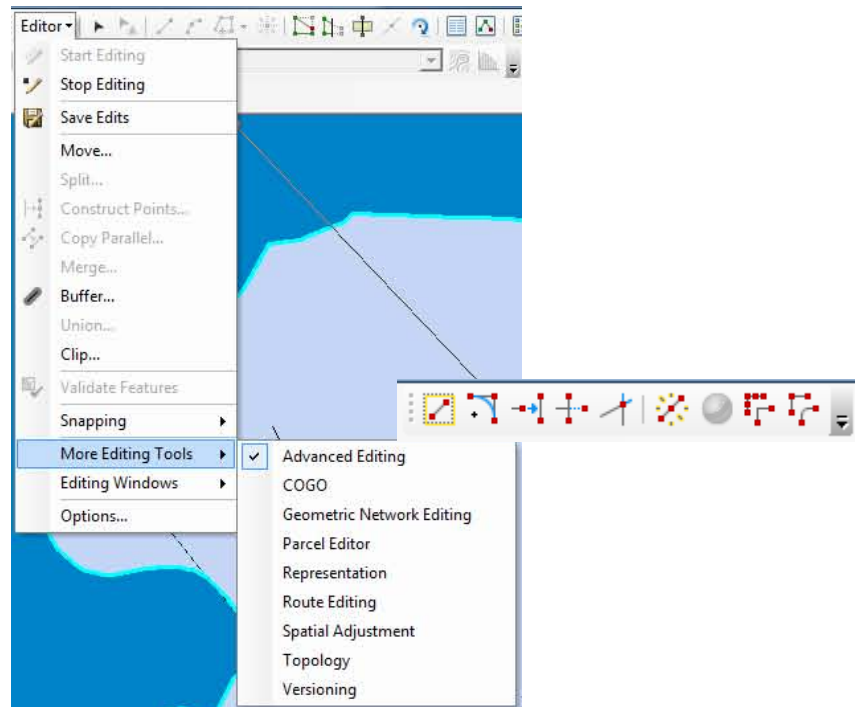 Editor
Start Editing
Stop Editing
Save Edits
Move...
Split...
Construct Points...
Copy Parallel...
Merge...
Buffer...
Union...
Clip...
Validate Features
Snapping
More Editing Tools
Editing Windows
Options...
Advanced Editing
COGO
Geometric Network Editing
Parcel Editor
Representation
Route Editing
Spatial Adjustment
Topology
Versioning